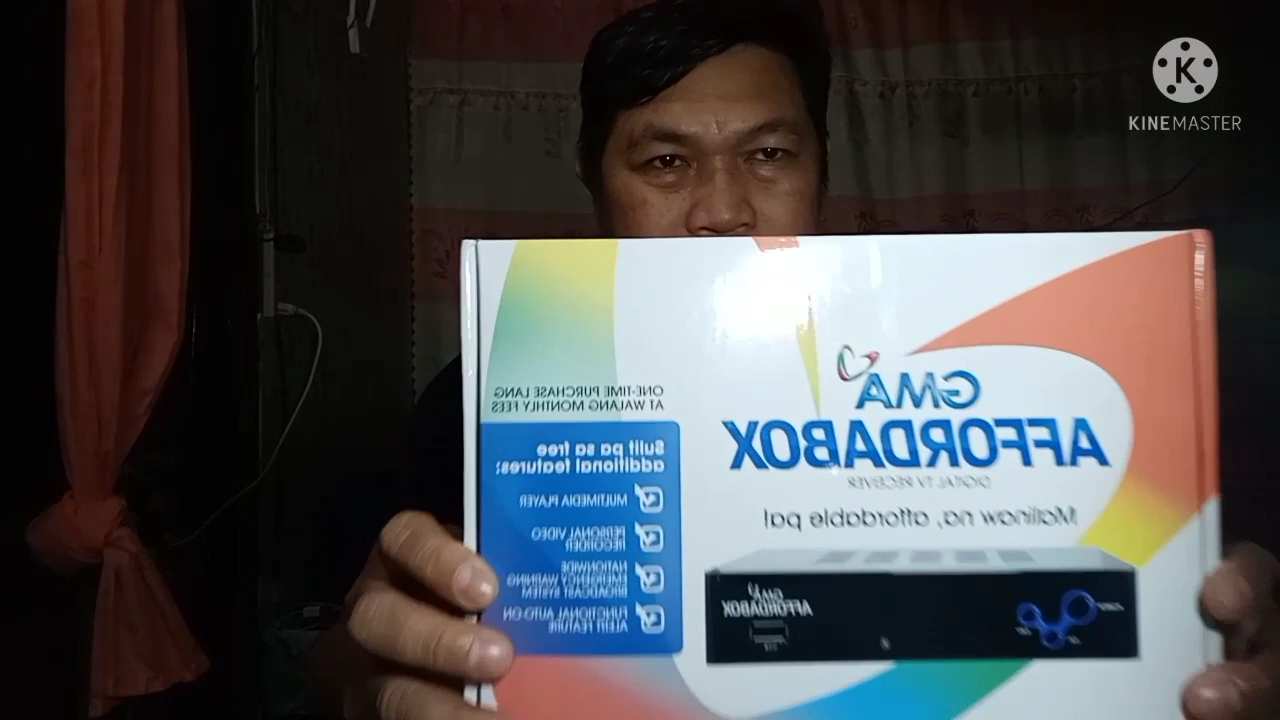 KINEMASTER
GMA
AFFORDABOX
DIGITAL TV RECEIVER
Malinaw na, affordable pa!
ONE-TIME PURCHASE LANG
AT WALANG MONTHLY FEES
Sulit pa sa free
additional features:
MULTIMEDIA PLAYER
PERSONAL VIDEO
RECORDER
NATIONWIDE
EMERGENCY WARNING
BROADCAST SYSTEM
FUNCTIONAL AUTO-ON
ALERT FEATURE
GMA
AFFORDABOX